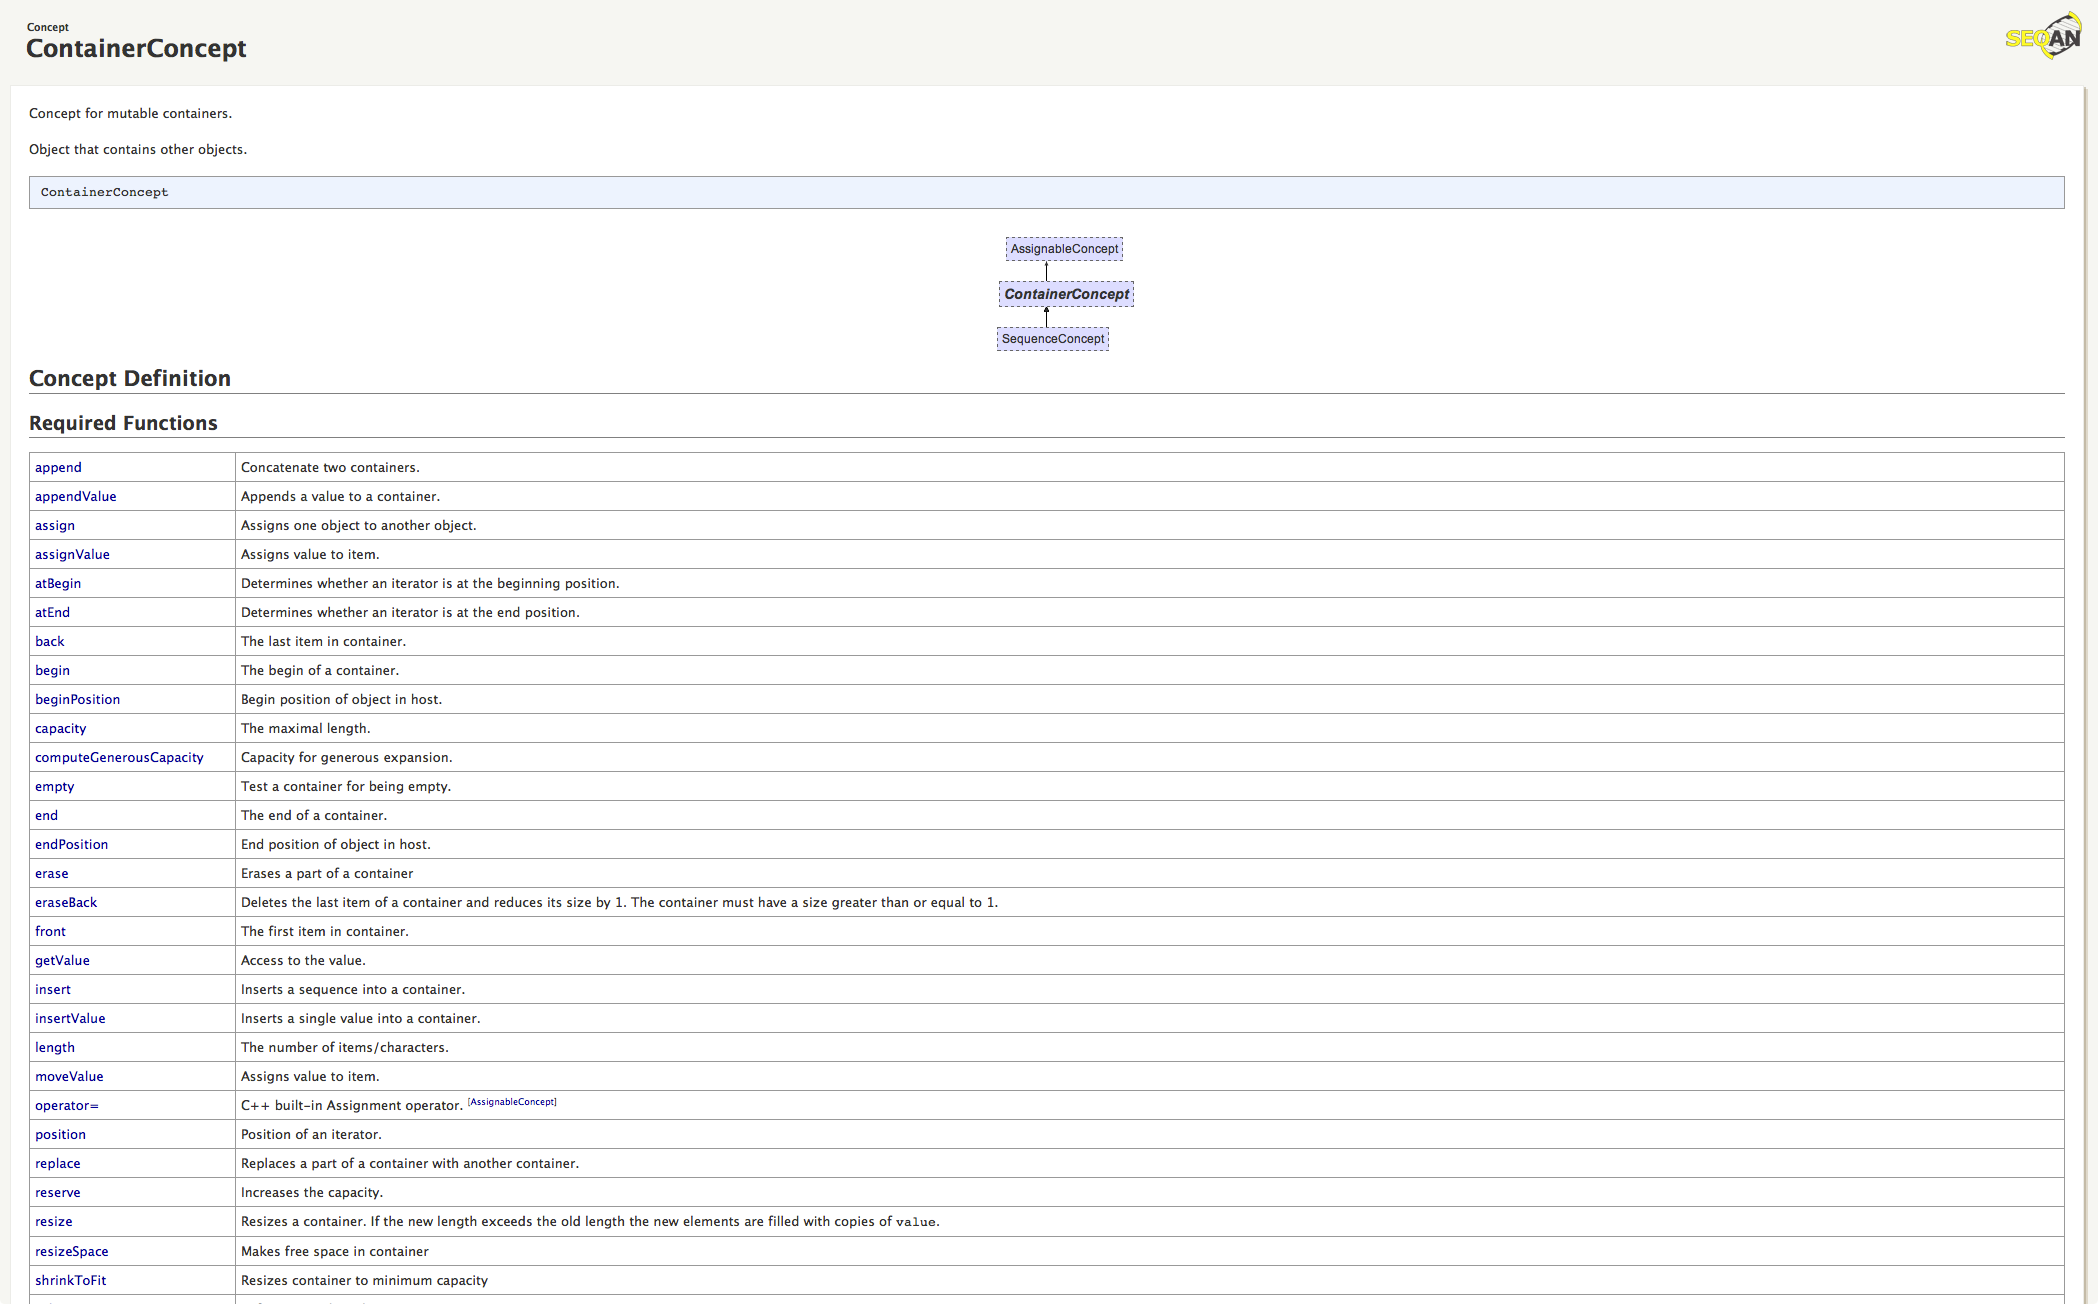 Concept
ContainerConcept
SEQAN
Concept for mutable containers.
Object that contains other objects.
ContainerConcept
AssignableConcept
ContainerConcept
SequenceConcept
Concept Definition
Required Functions
append Concatenate two containers.
appendValue Appends a value to a container.
assign Assigns one object to another object.
assignValue Assigns value to item.
atBegin Determines whether an iterator is at the beginning position.
atEnd Determines whether an iterator is at the end position.
back The last item in container.
begin The begin of a container.
beginPosition Begin position of object in host.
capacity The maximal length.
computeGenerousCapacity Capacity for generous expansion.
empty Test a container for being empty.
end The end of a container.
endPosition End position of object in host.
erase Erases a part of a container
eraseBack Deletes the last item of a container and reduces its size by 1. The container must have a size greater than or equal to 1.
front The first item in container.
getValue Access to the value.
insert Inserts a sequence into a container.
insertValue Inserts a single value into a container.
length The number of items/characters.
moveValue Assigns value to item.
operator= C++ built-in Assignment operator. [AssignableConcept]
position Position of an iterator.
replace Replaces a part of a container with another container.
reserve Increases the capacity.
resize Resizes a container. If the new length exceeds the old length the new elements are filled with copies of value.
resizeSpace Makes free space in container
shrinkToFit Resizes container to minimum capacity